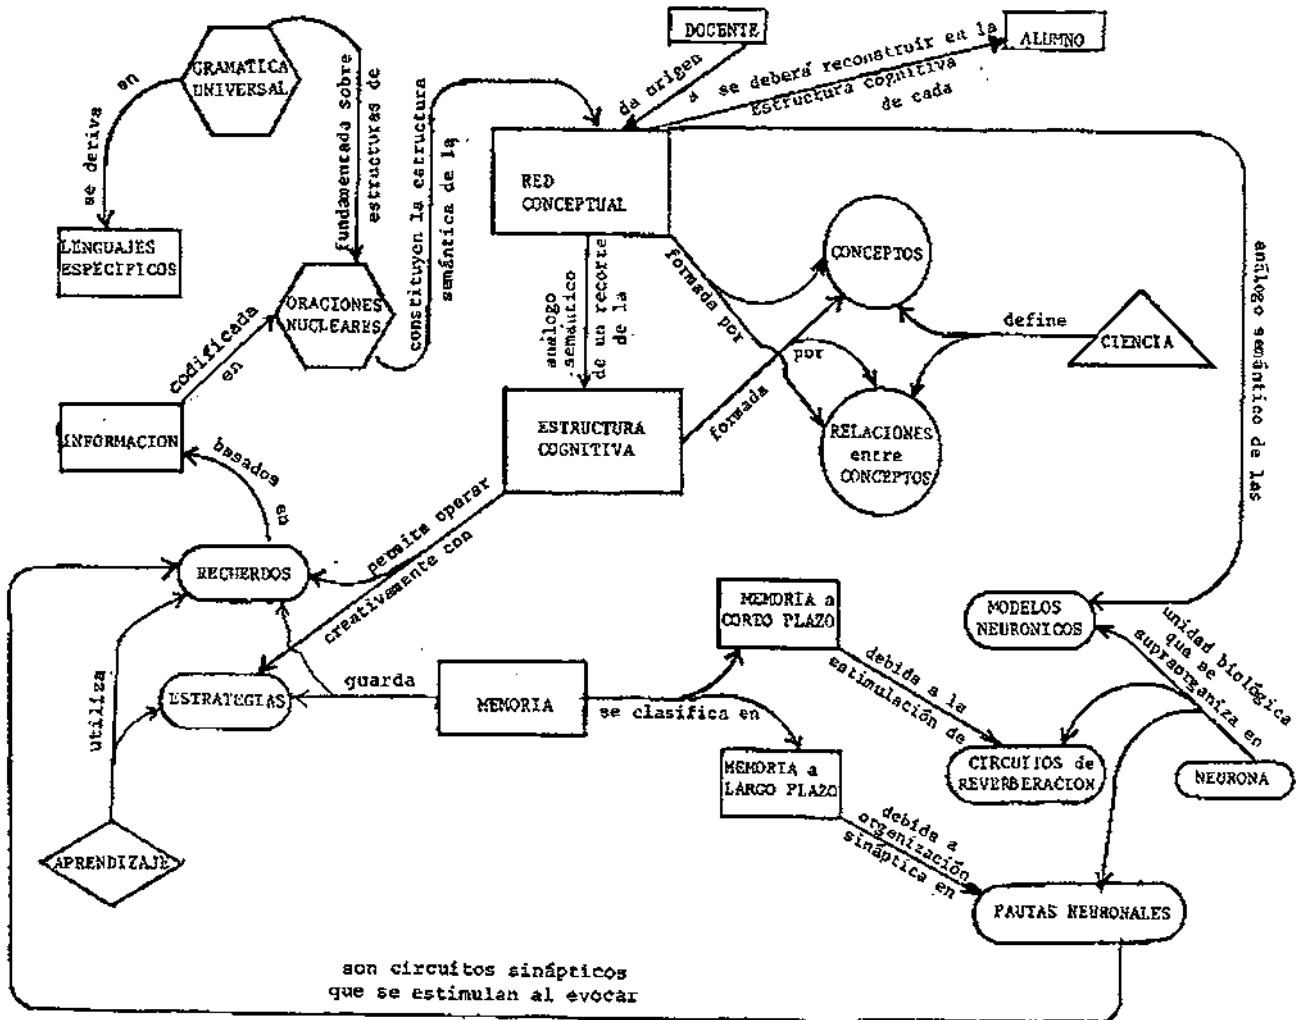 DOCENTE
ALUMNO
da origen
a se deberá reconstruir en la
Estructura cognitiva
de cada
GRAMATICA
UNIVERSAL
se deriva en
fundamentado sobre
estructuras de
LENGUAJES
ESPECIFICOS
ORACIONES
NUCLEARES
constituyen la estructura
semántica de la
RED
CONCEPTUAL
análogo
semántico
de un recorte
de la
formada por
CONCEPTOS
define
CIENCIA
análogo semántico de las
codificada
en
INFORMACION
ESTRUCTURA
COGNITIVA
formada
por
RELACIONES
entre
CONCEPTOS
basados en
RECUERDOS
permite operar
creativamente con
MEMORIA a
CORTO PLAZO
MODELOS
NEURONICOS
unidad biológica
que se
supraorganiza en
utiliza
ESTRATEGIAS
guarda
MEMORIA
se clasifica en
debida a la
estimulación de
MEMORIA a
LARGO PLAZO
CIRCUITOS de
REVERBERACION
NEURONA
APRENDIZAJE
debida a
organización
sináptica en
PAUTAS NEURONALES
son circuitos sinápticos
que se estimulan al evocar